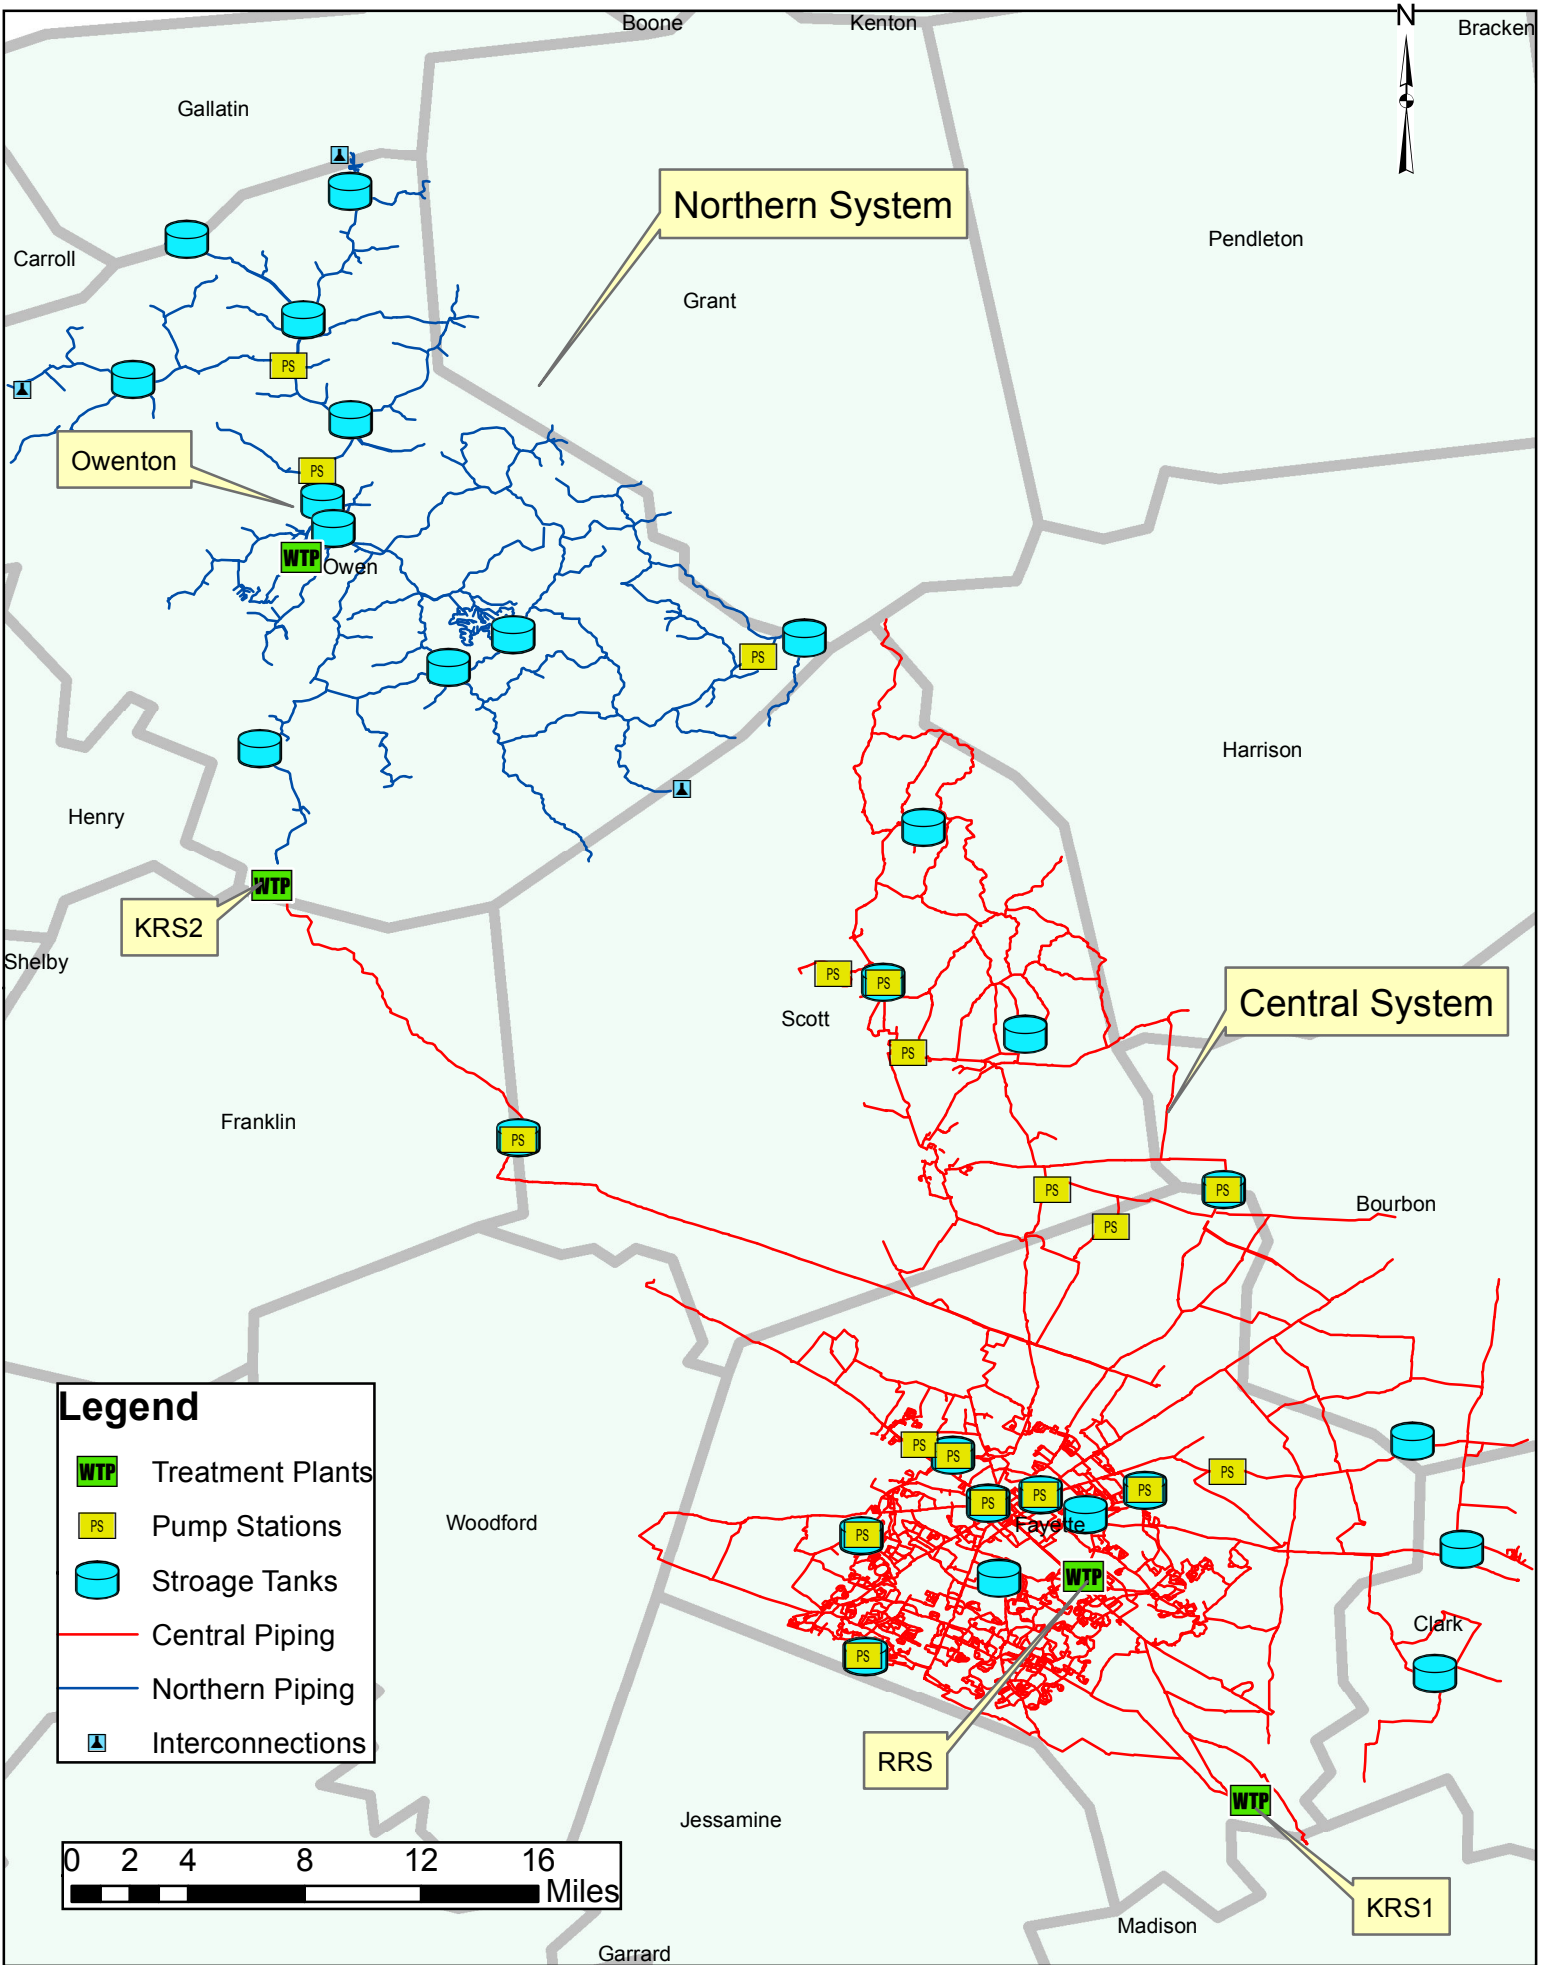 Boone
Kenton
N
Bracken
Gallatin
Northern System
Carroll
Pendleton
Grant
PS
Owenton
PS
WTP
Owen
PS
Harrison
Henry
WTP
KRS2
Shelby
PS
PS
Central System
Scott
PS
Franklin
PS
PS
PS
Bourbon
PS
Legend
WTP Treatment Plants
PS Pump Stations
Stroage Tanks
Central Piping
Northern Piping
Interconnections
PS
PS
PS
PS
PS
PS
Woodford
Fayette
PS
WTP
Clark
PS
RRS
WTP
Jessamine
0 2 4 8 12 16
Miles
KRS1
Madison
Garrard